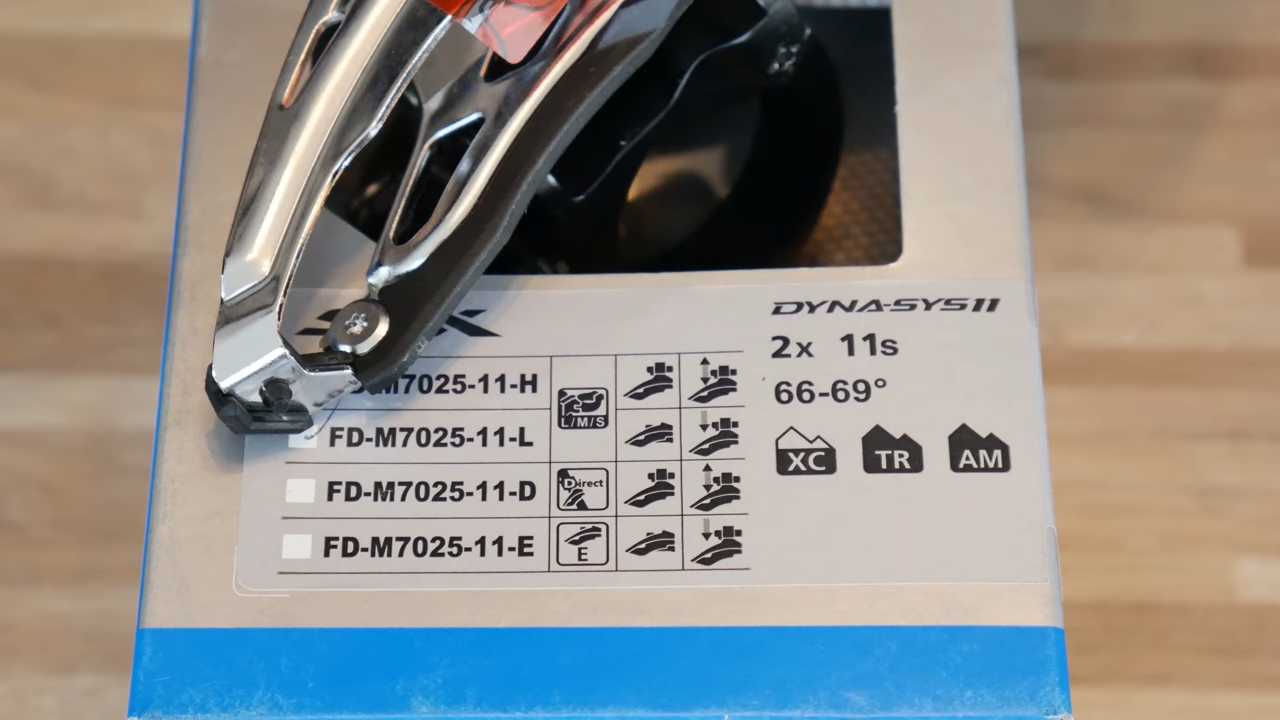 DYNA-SYS11
2x 11s
66-69°
M7025-11-H
L/M/S
FD-M7025-11-L
FD-M7025-11-D
Direct
FD-M7025-11-E
E
XC
TR
AM